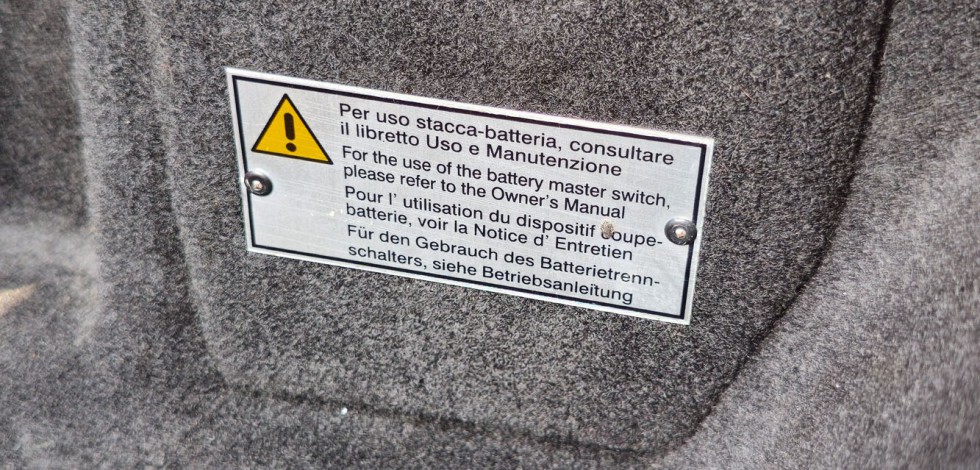 Per uso stacca-batteria, consultare
il libretto Uso e Manutenzione
For the use of the battery master switch,
please refer to the Owner's Manual
Pour l' utilisation du dispositif coupe-
batterie, voir la Notice d' Entretien
Für den Gebrauch des Batterietrenn-
schalters, siehe Betriebsanleitung